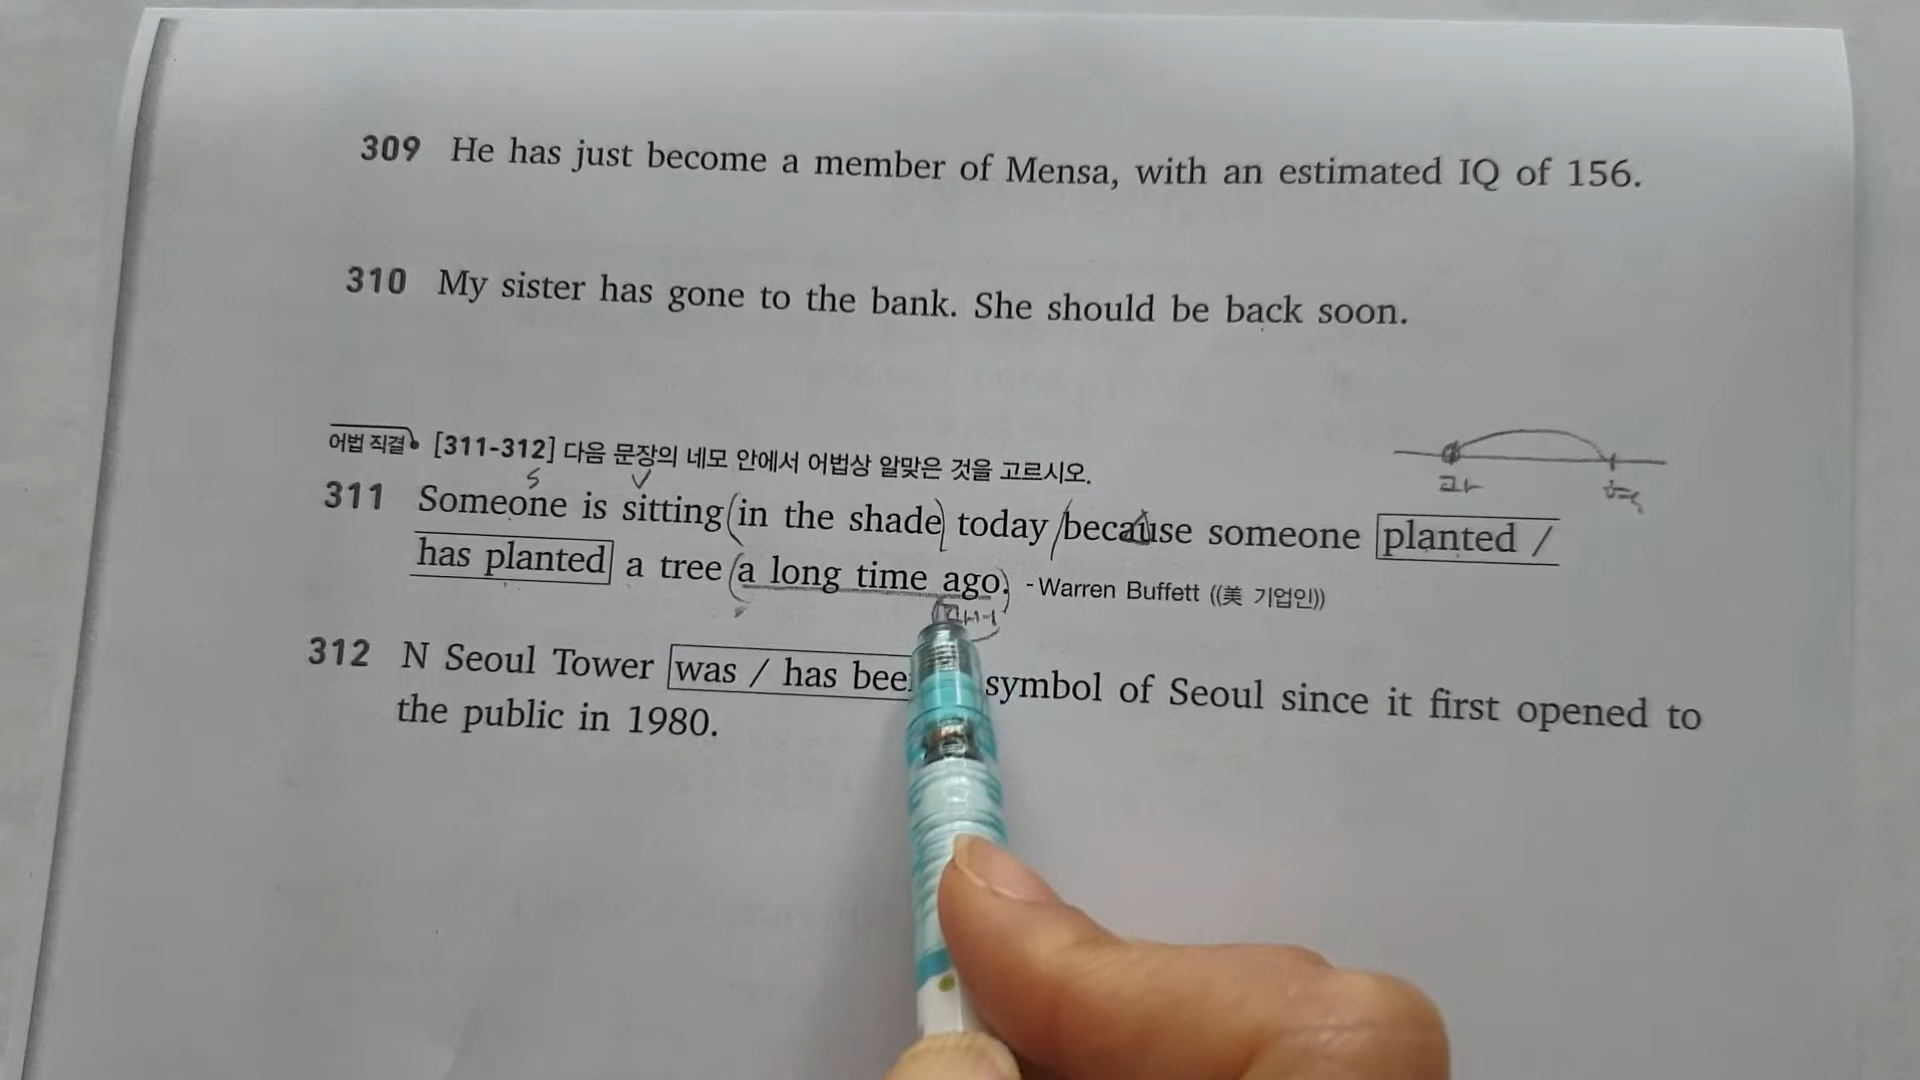 309 He has just become a member of Mensa, with an estimated IQ of 156.
310 My sister has gone to the bank. She should be back soon.
어법 직결 [311-312] 다음 문장의 네모 안에서 어법상 알맞은 것을 고르시오.
S V
과 현
311 Someone is sitting (in the shade) today / because someone planted /
has planted a tree (a long time ago.) - Warren Buffett ((美 기업인))
312 N Seoul Tower was / has bee symbol of Seoul since it first opened to
the public in 1980.